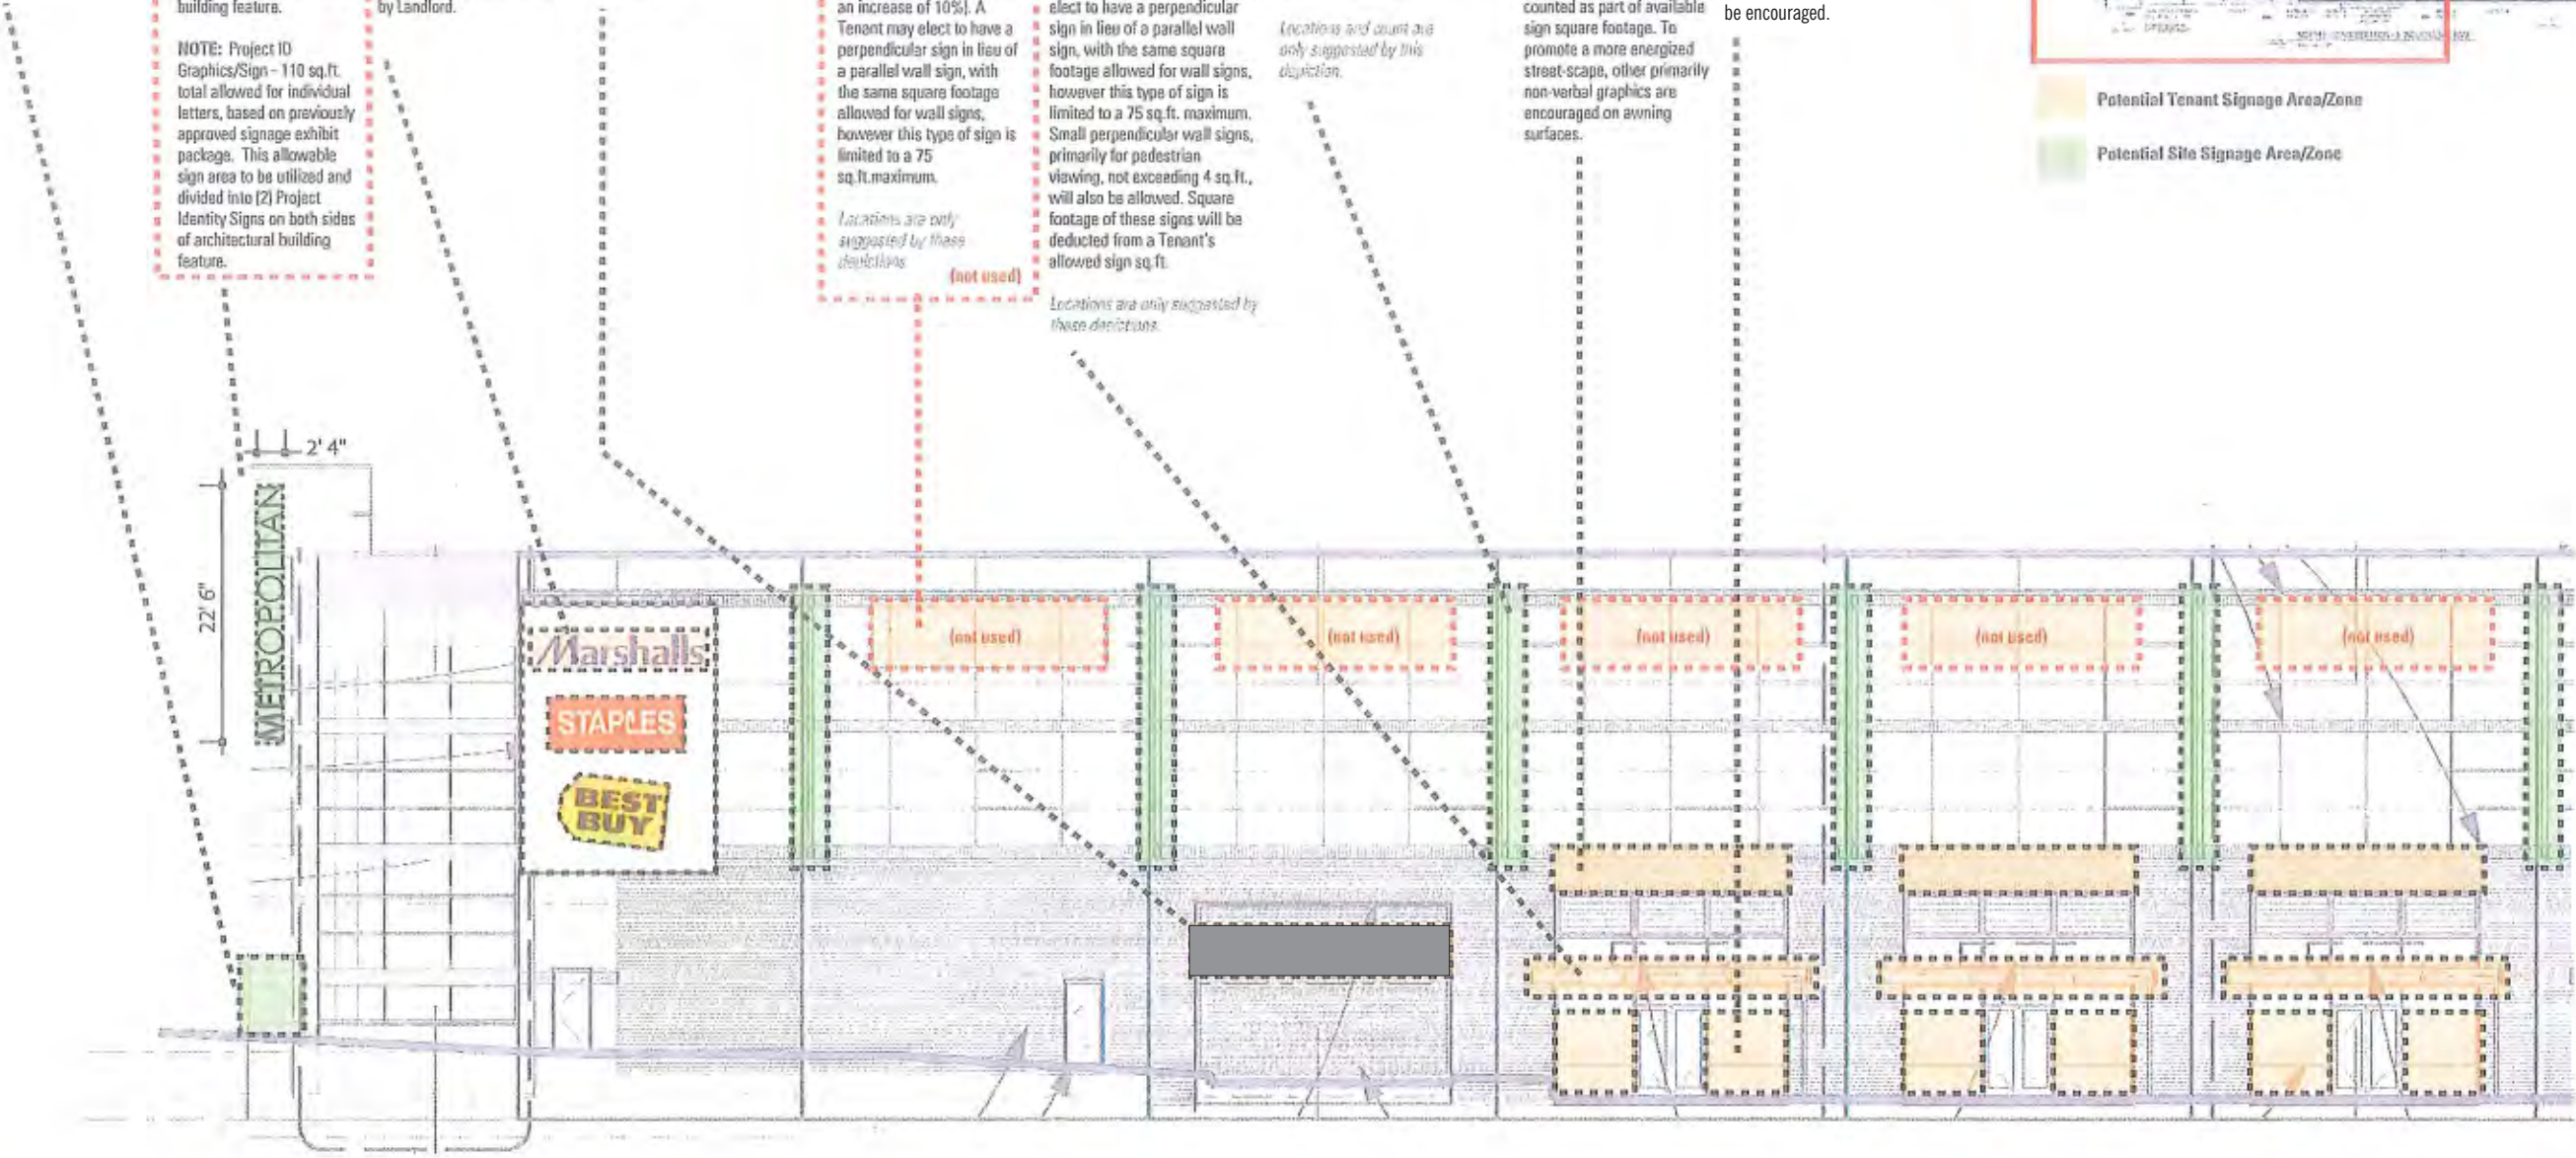 building feature.
NOTE: Project ID
Graphics/Sign - 110 sq.ft.
total allowed for individual
letters, based on previously
approved signage exhibit
package. This allowable
sign area to be utilized and
divided into (2) Project
Identity Signs on both sides
of architectural building
feature.
by Landlord.
an increase of 10%). A
Tenant may elect to have a
perpendicular sign in lieu of
a parallel wall sign, with
the same square footage
allowed for wall signs,
however this type of sign is
limited to a 75
sq.ft.maximum.
Locations are only
suggested by these
depictions.
(not used)
elect to have a perpendicular
sign in lieu of a parallel wall
sign, with the same square
footage allowed for wall signs,
however this type of sign is
limited to a 75 sq.ft. maximum.
Small perpendicular wall signs,
primarily for pedestrian
viewing, not exceeding 4 sq.ft.,
will also be allowed. Square
footage of these signs will be
deducted from a Tenant's
allowed sign sq.ft.
Locations are only suggested by
these depictions.
Locations and count are
only suggested by this
depiction.
counted as part of available
sign square footage. To
promote a more energized
street-scape, other primarily
non-verbal graphics are
encouraged on awning
surfaces.
be encouraged.
Potential Tenant Signage Area/Zone
Potential Site Signage Area/Zone
2' 4"
22' 6"
METROPOLITAN
Marshalls
STAPLES
BEST
BUY
(not used)
(not used)
(not used)
(not used)
(not used)